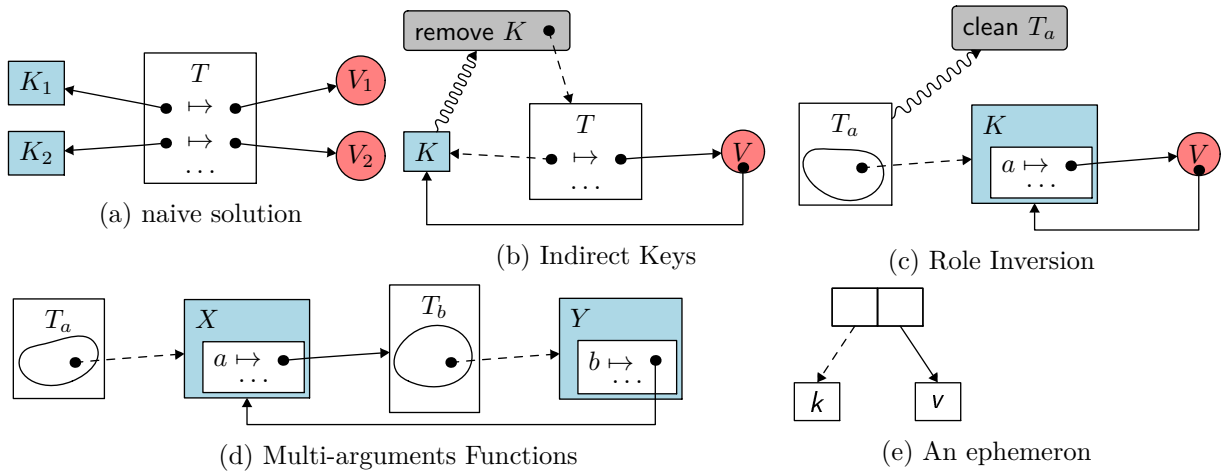 K₁
K₂
T
↦
↦
...
V₁
V₂
(a) naive solution
remove K
K
T
↦
...
V
(b) Indirect Keys
clean Tₐ
Tₐ
K
a ↦
...
V
(c) Role Inversion
Tₐ
X
a ↦
...
T_b
Y
b ↦
...
(d) Multi-arguments Functions
k
v
(e) An ephemeron